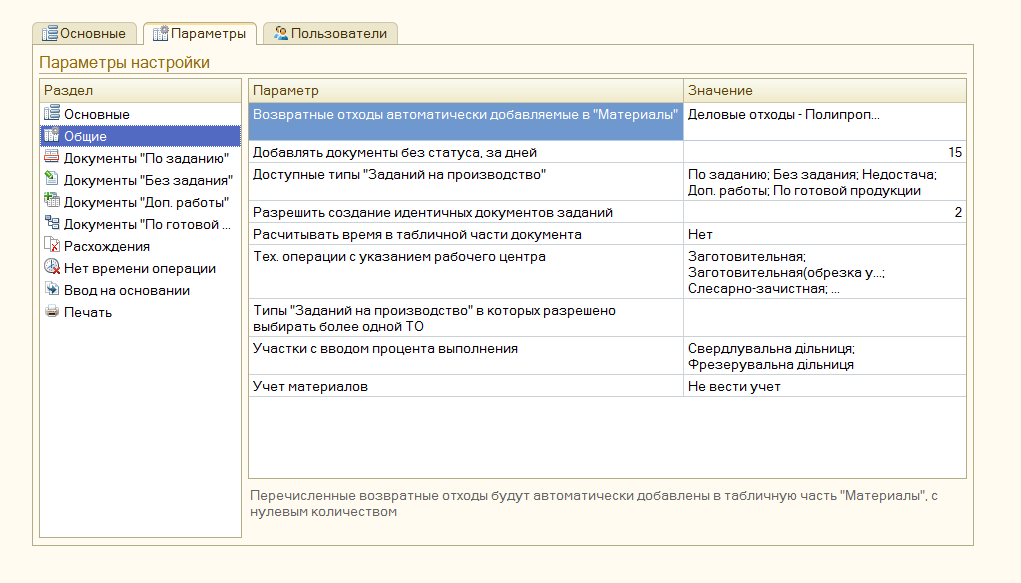 Основные
Параметры
Пользователи
Параметры настройки
Раздел
Основные
Общие
Документы "По заданию"
Документы "Без задания"
Документы "Доп. работы"
Документы "По готовой ...
Расхождения
Нет времени операции
Ввод на основании
Печать
Параметр
Значение
Возвратные отходы автоматически добавляемые в "Материалы"
Деловые отходы - Полипроп...
Добавлять документы без статуса, за дней
15
Доступные типы "Заданий на производство"
По заданию; Без задания; Недостача;
Доп. работы; По готовой продукции
Разрешить создание идентичных документов заданий
2
Расчитывать время в табличной части документа
Нет
Тех. операции с указанием рабочего центра
Заготовительная;
Заготовительная(обрезка у...;
Слесарно-зачистная; ...
Типы "Заданий на производство" в которых разрешено
выбирать более одной ТО
Участки с вводом процента выполнения
Свердлувальна дільниця;
Фрезерувальна дільниця
Учет материалов
Не вести учет
Перечисленные возвратные отходы будут автоматически добавлены в табличную часть "Материалы", с
нулевым количеством